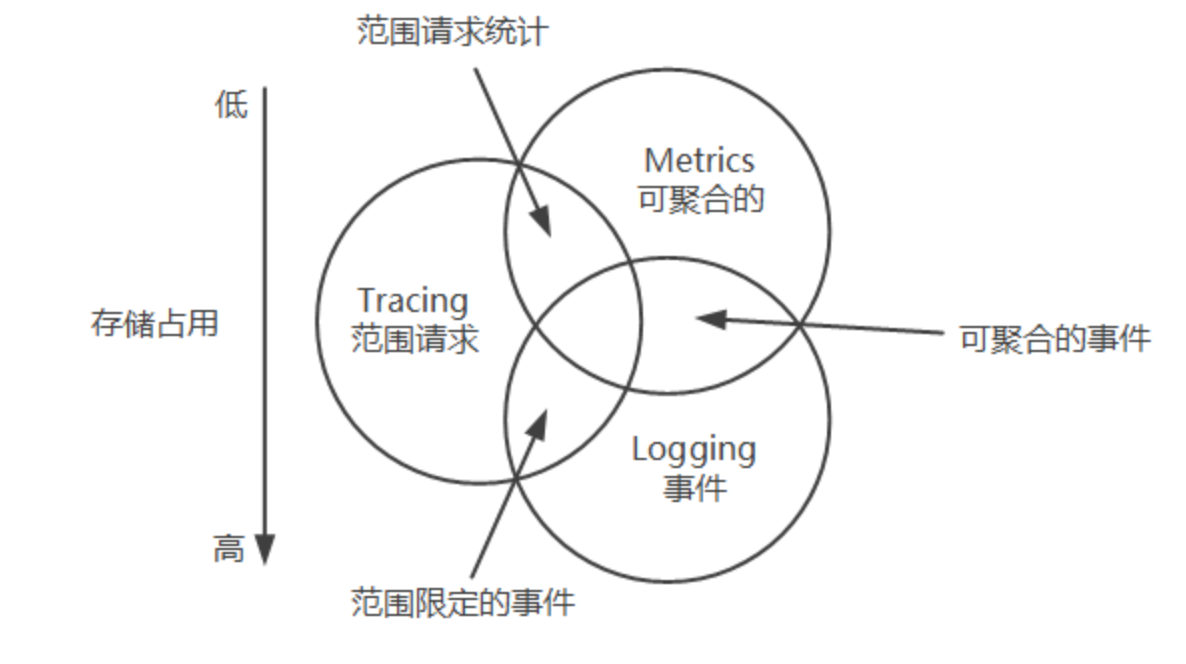 范围请求统计
低
Metrics
可聚合的
Tracing
范围请求
存储占用
可聚合的事件
Logging
事件
高
范围限定的事件